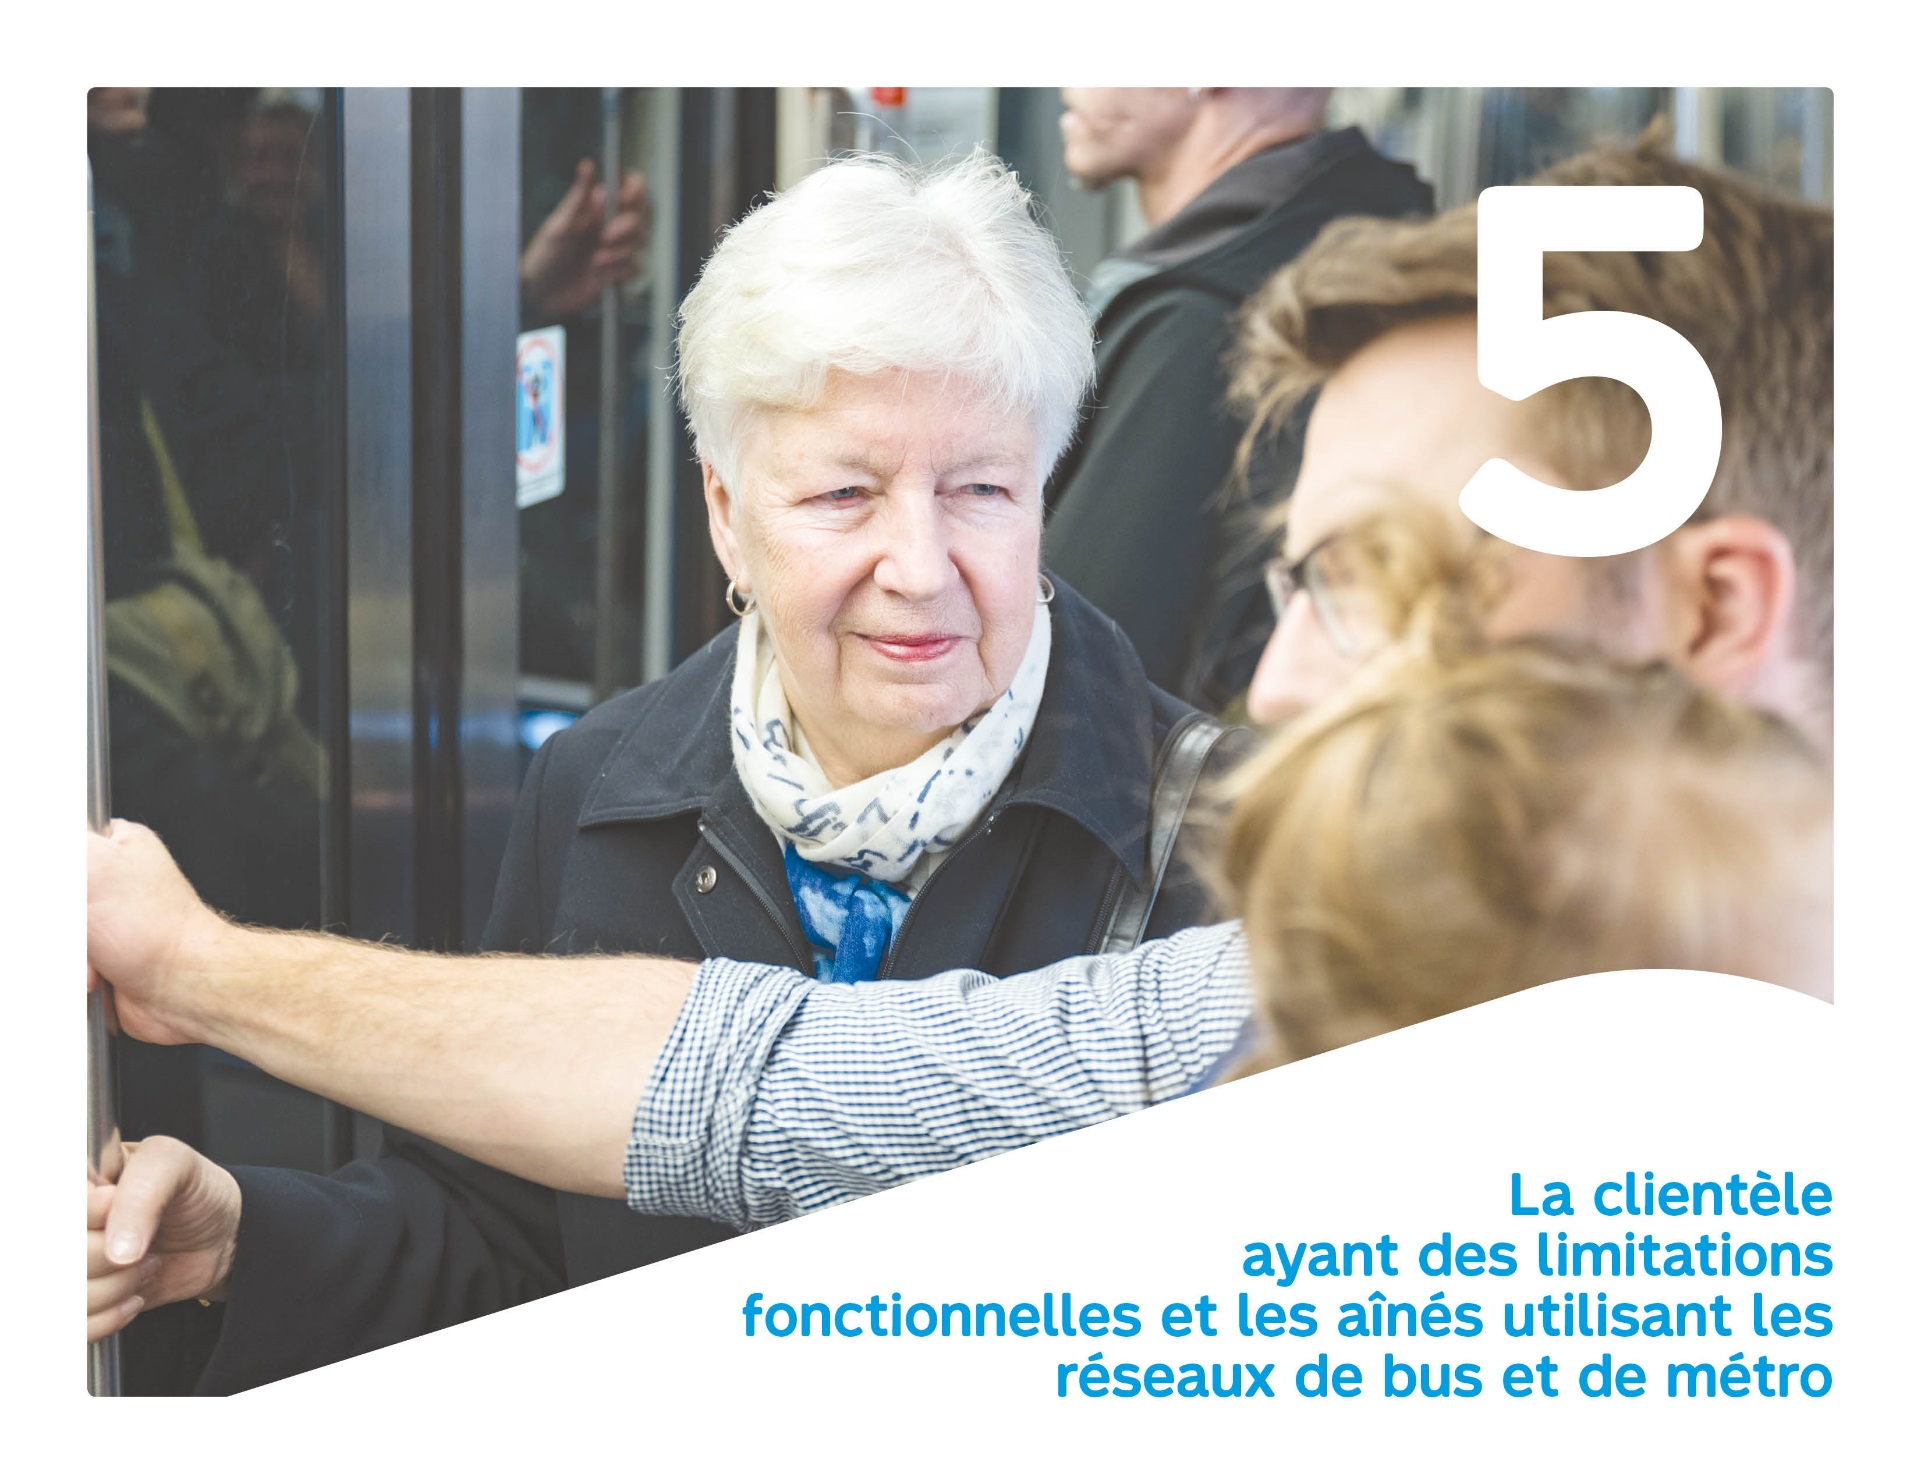 5
La clientèle
ayant des limitations
fonctionnelles et les aînés utilisant les
réseaux de bus et de métro